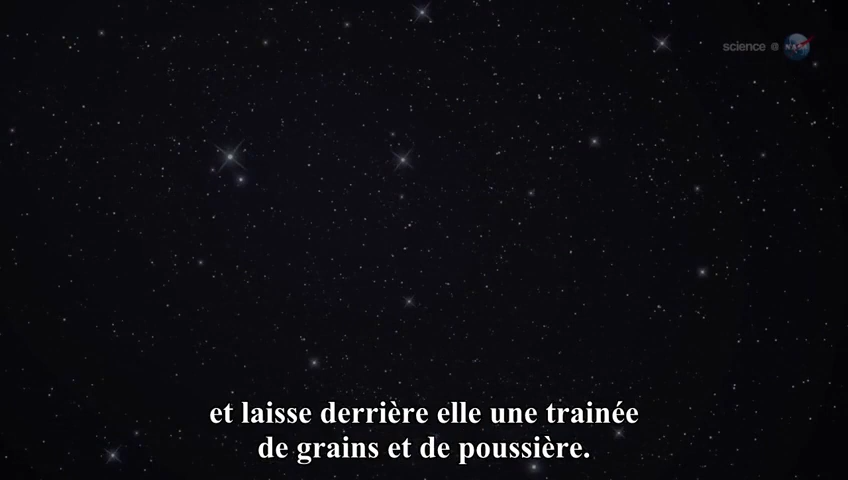 science @ NASA
et laisse derrière elle une trainée
de grains et de poussière.